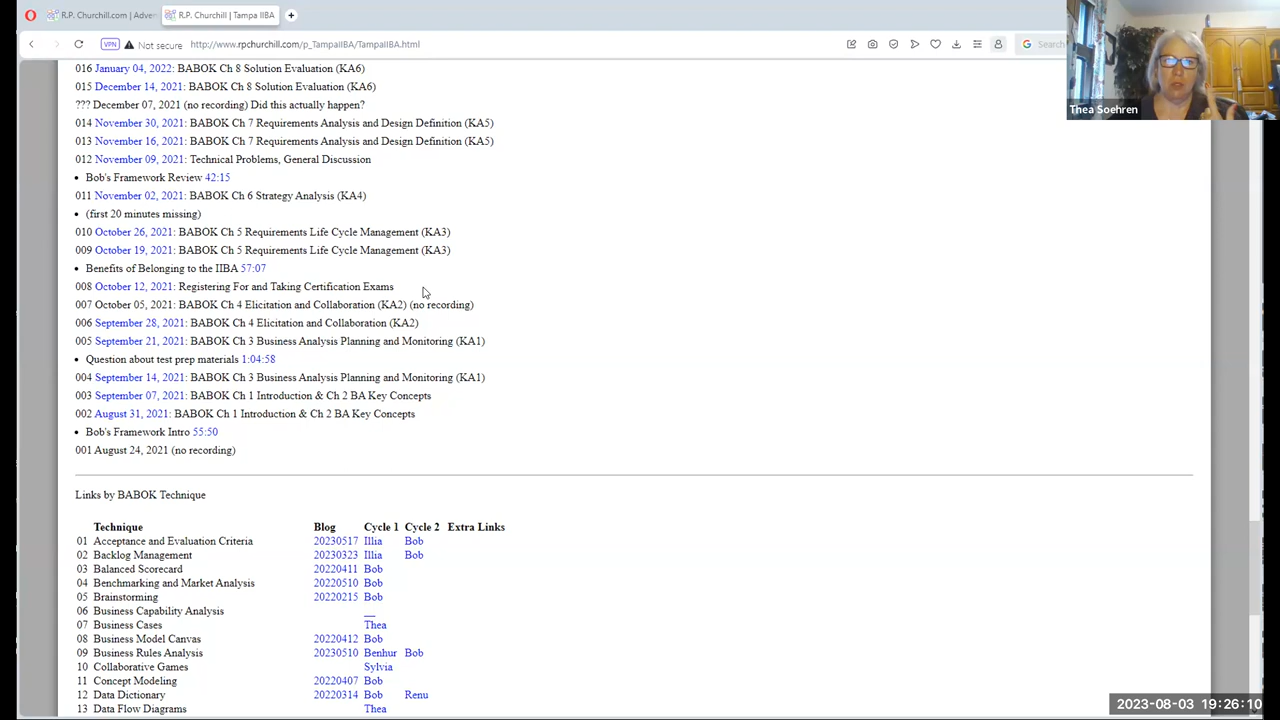 R.P. Churchill.com | Adve
R.P. Churchill | Tampa IIBA
VPN Not secure http://www.rpchurchill.com/p_TampaIIBA/TampaIIBA.html
Search
016 January 04, 2022: BABOK Ch 8 Solution Evaluation (KA6)
015 December 14, 2021: BABOK Ch 8 Solution Evaluation (KA6)
??? December 07, 2021 (no recording) Did this actually happen?
014 November 30, 2021: BABOK Ch 7 Requirements Analysis and Design Definition (KA5)
013 November 16, 2021: BABOK Ch 7 Requirements Analysis and Design Definition (KA5)
012 November 09, 2021: Technical Problems, General Discussion
• Bob's Framework Review 42:15
011 November 02, 2021: BABOK Ch 6 Strategy Analysis (KA4)
• (first 20 minutes missing)
010 October 26, 2021: BABOK Ch 5 Requirements Life Cycle Management (KA3)
009 October 19, 2021: BABOK Ch 5 Requirements Life Cycle Management (KA3)
• Benefits of Belonging to the IIBA 57:07
008 October 12, 2021: Registering For and Taking Certification Exams
007 October 05, 2021: BABOK Ch 4 Elicitation and Collaboration (KA2) (no recording)
006 September 28, 2021: BABOK Ch 4 Elicitation and Collaboration (KA2)
005 September 21, 2021: BABOK Ch 3 Business Analysis Planning and Monitoring (KA1)
• Question about test prep materials 1:04:58
004 September 14, 2021: BABOK Ch 3 Business Analysis Planning and Monitoring (KA1)
003 September 07, 2021: BABOK Ch 1 Introduction & Ch 2 BA Key Concepts
002 August 31, 2021: BABOK Ch 1 Introduction & Ch 2 BA Key Concepts
• Bob's Framework Intro 55:50
001 August 24, 2021 (no recording)
Links by BABOK Technique
Technique Blog Cycle 1 Cycle 2 Extra Links
01 Acceptance and Evaluation Criteria 20230517 Illia Bob
02 Backlog Management 20230323 Illia Bob
03 Balanced Scorecard 20220411 Bob
04 Benchmarking and Market Analysis 20220510 Bob
05 Brainstorming 20220215 Bob
06 Business Capability Analysis __
07 Business Cases Thea
08 Business Model Canvas 20220412 Bob
09 Business Rules Analysis 20230510 Benhur Bob
10 Collaborative Games Sylvia
11 Concept Modeling 20220407 Bob
12 Data Dictionary 20220314 Bob Renu
13 Data Flow Diagrams Thea
Thea Soehren
2023-08-03 19:26:10